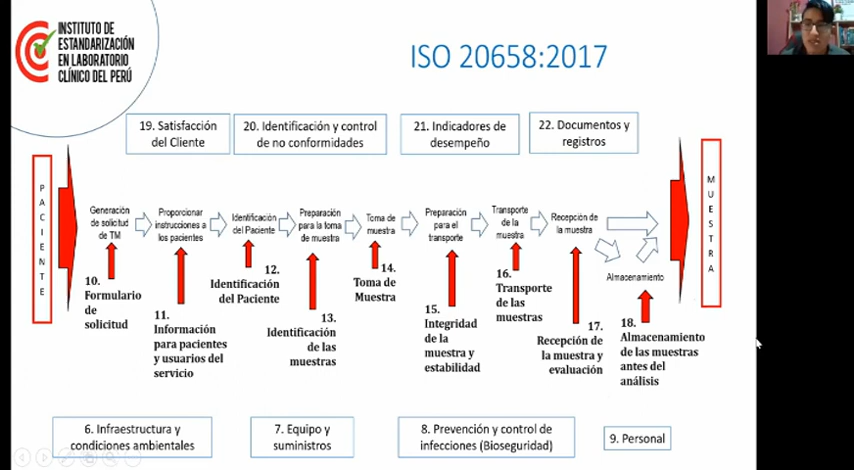 INSTITUTO DE
ESTANDARIZACIÓN
EN LABORATORIO
CLÍNICO DEL PERÚ
ISO 20658:2017
19. Satisfacción
del Cliente
20. Identificación y control
de no conformidades
21. Indicadores de
desempeño
22. Documentos y
registros
PACIENTE
Generación
de solicitud
de TM
Proporcionar
instrucciones a
los pacientes
Identificación
del Paciente
Preparación
para la toma
de muestra
Toma de
muestra
Preparación
para el
transporte
Transporte
de la
muestra
Recepción de
la muestra
Almacenamiento
MUESTRA
10.
Formulario
de
solicitud
11.
Información
para pacientes
y usuarios del
servicio
12.
Identificación
del Paciente
13.
Identificación
de las
muestras
14.
Toma de
Muestra
15.
Integridad
de la
muestra y
estabilidad
16.
Transporte
de las
muestras
17.
Recepción de
la muestra y
evaluación
18.
Almacenamiento
de las muestras
antes del
análisis
6. Infraestructura y
condiciones ambientales
7. Equipo y
suministros
8. Prevención y control de
infecciones (Bioseguridad)
9. Personal